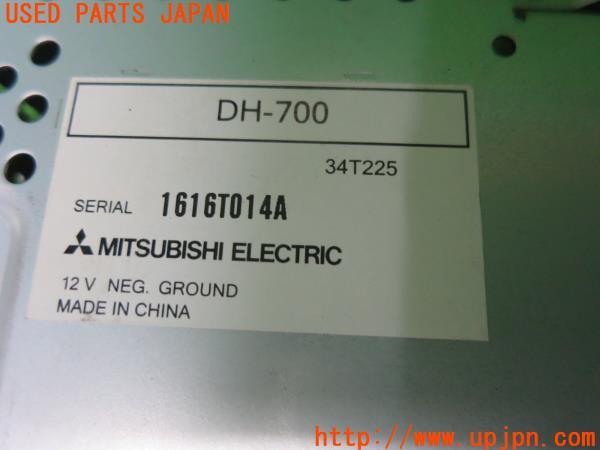 USED PARTS JAPAN
DH-700
34T225
SERIAL 1616T014A
MITSUBISHI ELECTRIC
12 V NEG. GROUND
MADE IN CHINA
http://www.upjpn.com